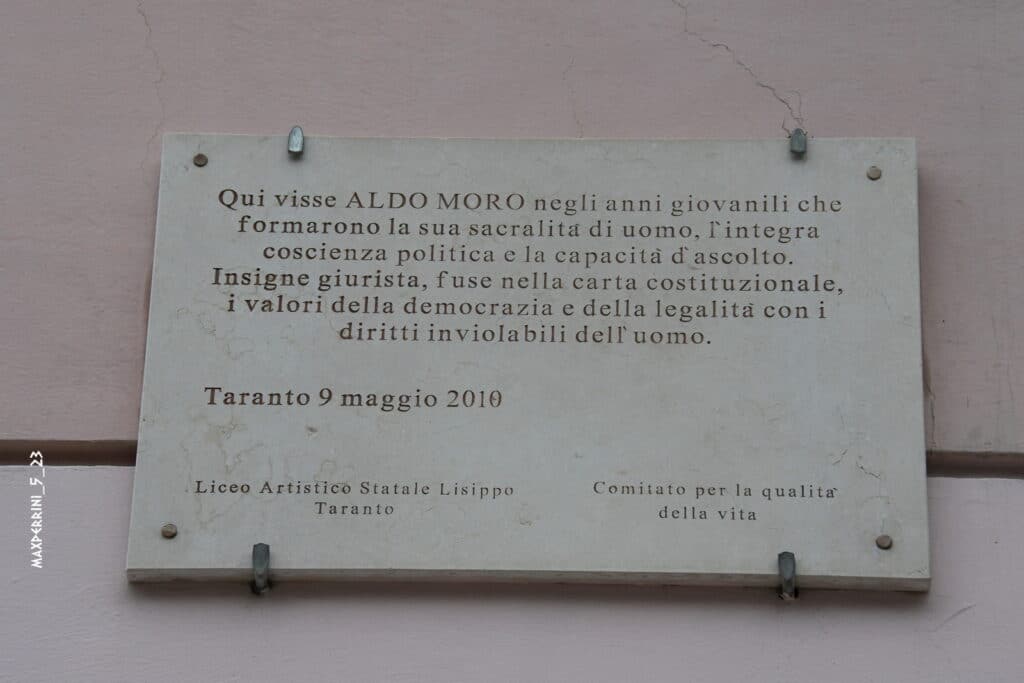 Qui visse ALDO MORO negli anni giovanili che
formarono la sua sacralità di uomo, l'integra
coscienza politica e la capacità d'ascolto.
Insigne giurista, fuse nella carta costituzionale,
i valori della democrazia e della legalità con i
diritti inviolabili dell'uomo.
Taranto 9 maggio 2010
Liceo Artistico Statale Lisippo
Taranto
Comitato per la qualità
della vita
MAXPERRINI_5_23